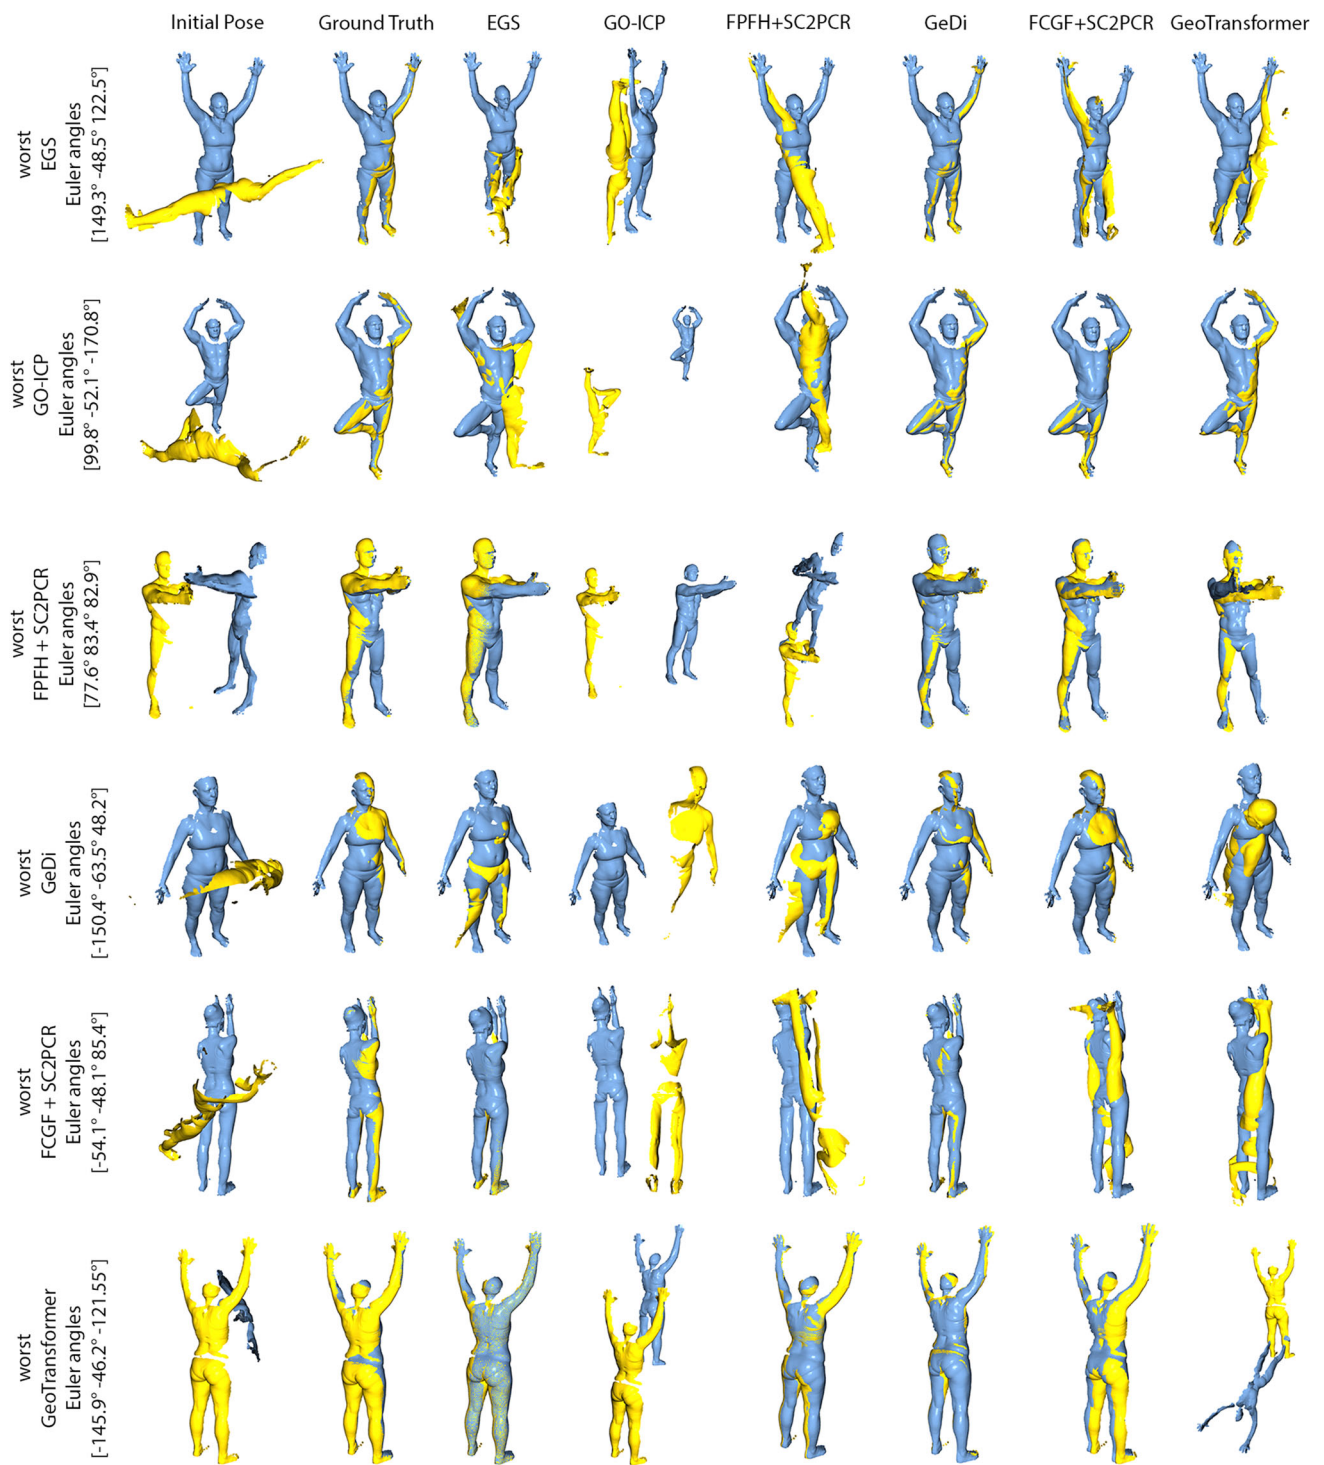 Initial Pose Ground Truth EGS GO-ICP FPFH+SC2PCR GeDi FCGF+SC2PCR GeoTransformer
worst
EGS
Euler angles
[149.3° -48.5° 122.5°]
worst
GO-ICP
Euler angles
[99.8° -52.1° -170.8°]
worst
FPFH + SC2PCR
Euler angles
[77.6° 83.4° 82.9°]
worst
GeDi
Euler angles
[-150.4° -63.5° 48.2°]
worst
FCGF + SC2PCR
Euler angles
[-54.1° -48.1° 85.4°]
worst
GeoTransformer
Euler angles
[-145.9° -46.2° -121.55°]